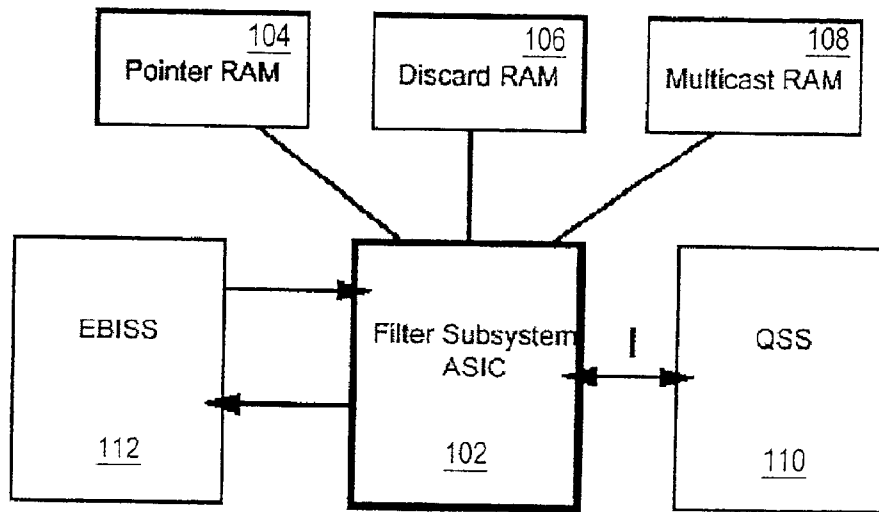 104
Pointer RAM
106
Discard RAM
108
Multicast RAM
EBISS
112
Filter Subsystem
ASIC
102
I
QSS
110